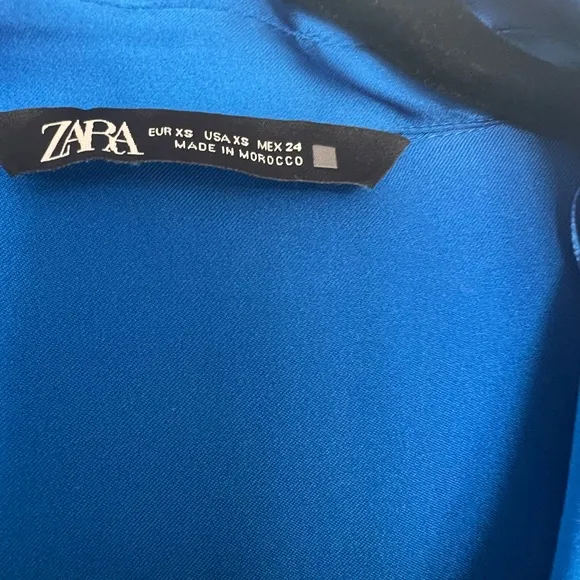 ZARA
EUR XS USA XS MEX 24
MADE IN MOROCCO